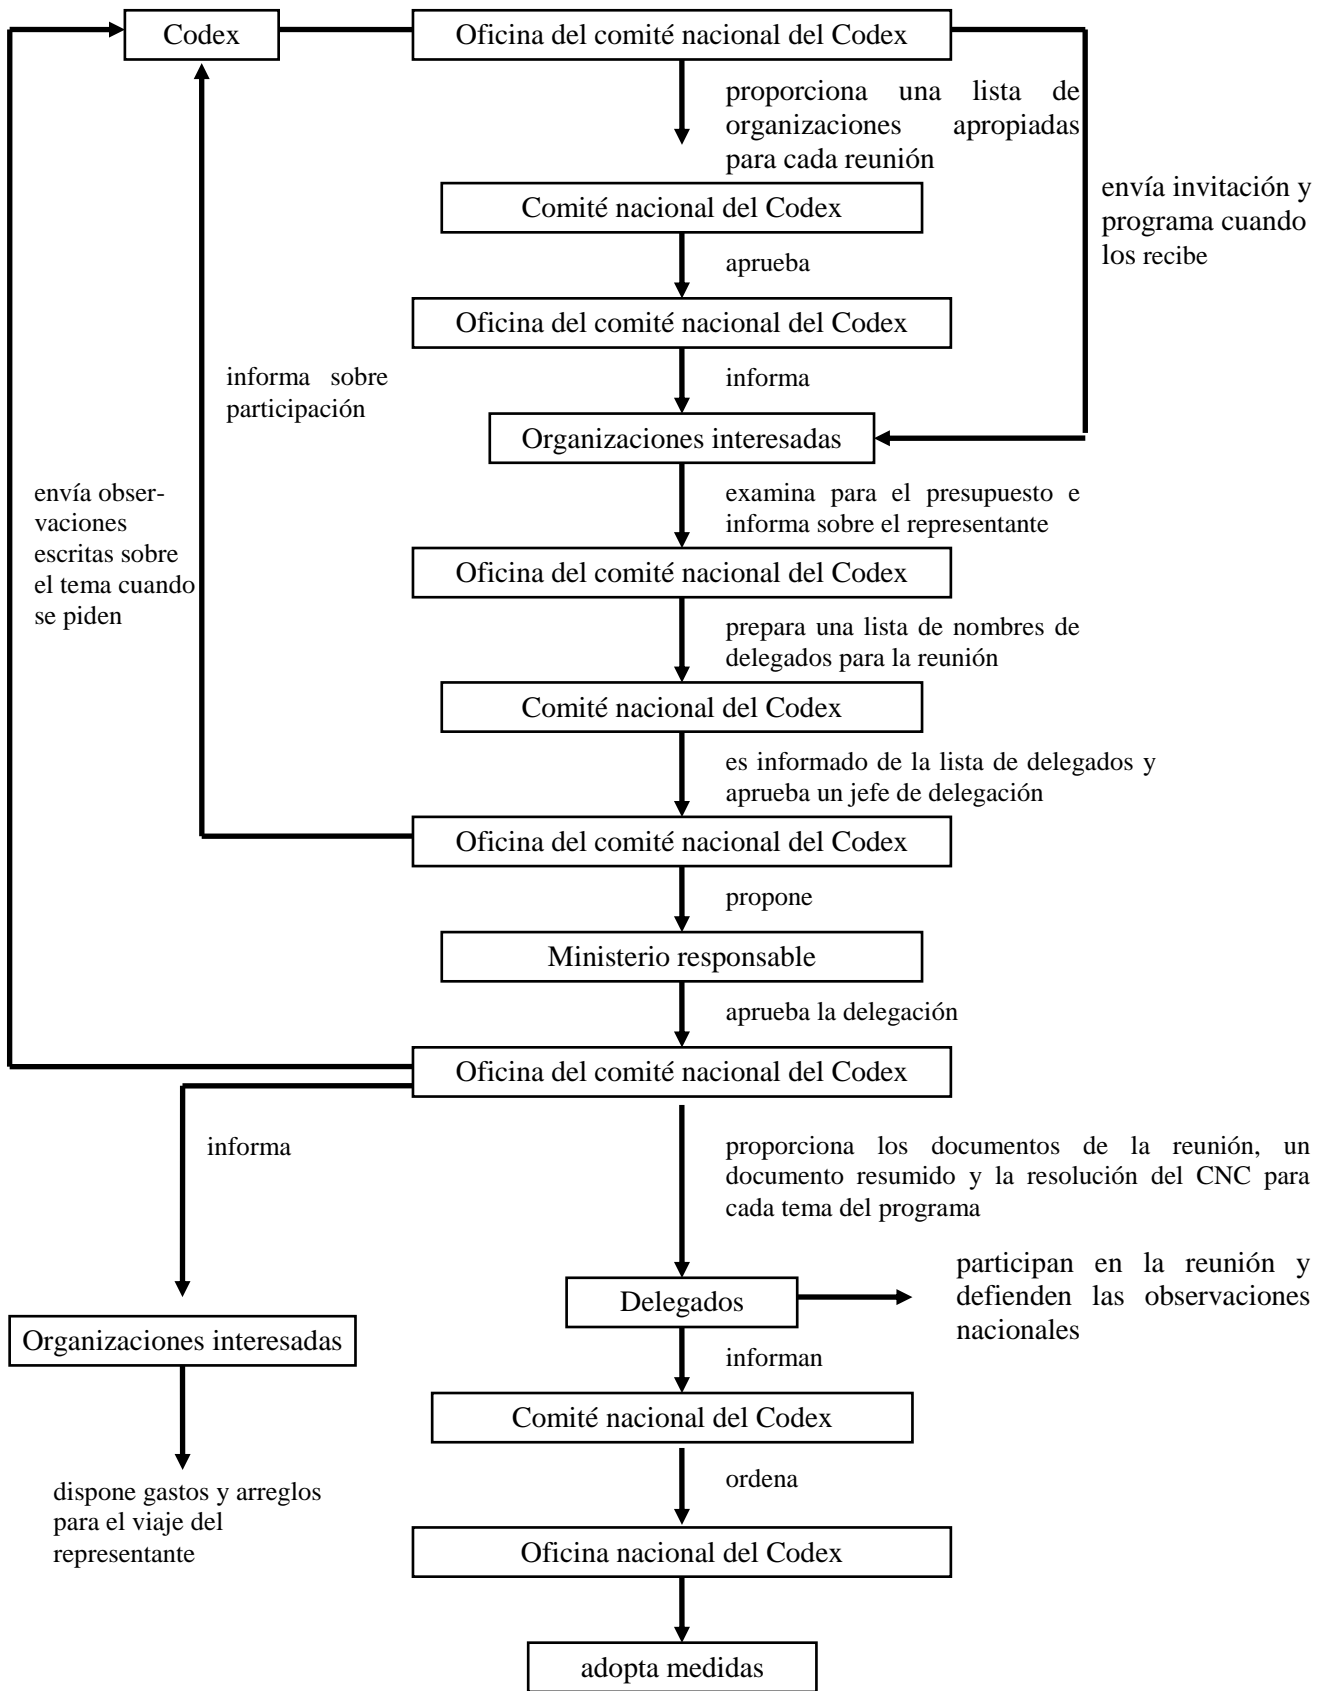 Codex
Oficina del comité nacional del Codex
proporciona una lista de
organizaciones apropiadas
para cada reunión
envía invitación y
programa cuando
los recibe
Comité nacional del Codex
aprueba
Oficina del comité nacional del Codex
informa sobre
participación
informa
Organizaciones interesadas
envía obser-
vaciones
escritas sobre
el tema cuando
se piden
examina para el presupuesto e
informa sobre el representante
Oficina del comité nacional del Codex
prepara una lista de nombres de
delegados para la reunión
Comité nacional del Codex
es informado de la lista de delegados y
aprueba un jefe de delegación
Oficina del comité nacional del Codex
propone
Ministerio responsable
aprueba la delegación
Oficina del comité nacional del Codex
informa
proporciona los documentos de la reunión, un
documento resumido y la resolución del CNC para
cada tema del programa
Delegados
participan en la reunión y
defienden las observaciones
nacionales
Organizaciones interesadas
informan
Comité nacional del Codex
dispone gastos y arreglos
para el viaje del
representante
ordena
Oficina nacional del Codex
adopta medidas